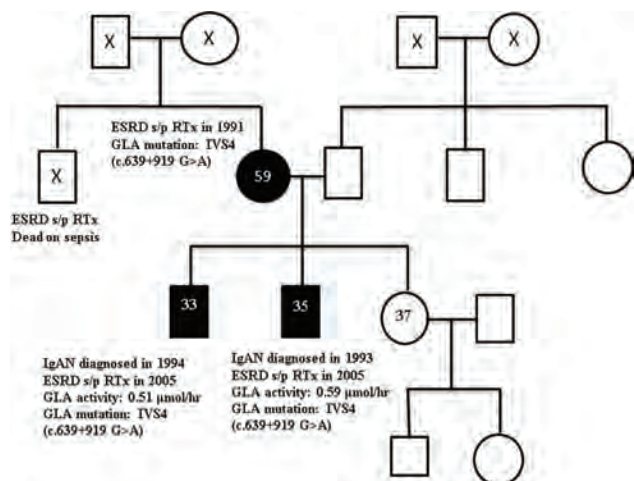 X
X
X
X
ESRD s/p RTx in 1991
GLA mutation: IVS4
(c.639+919 G>A)
X
59
ESRD s/p RTx
Dead on sepsis
33
35
37
IgAN diagnosed in 1994
ESRD s/p RTx in 2005
GLA activity: 0.51 μmol/hr
GLA mutation: IVS4
(c.639+919 G>A)
IgAN diagnosed in 1993
ESRD s/p RTx in 2005
GLA activity: 0.59 μmol/hr
GLA mutation: IVS4
(c.639+919 G>A)